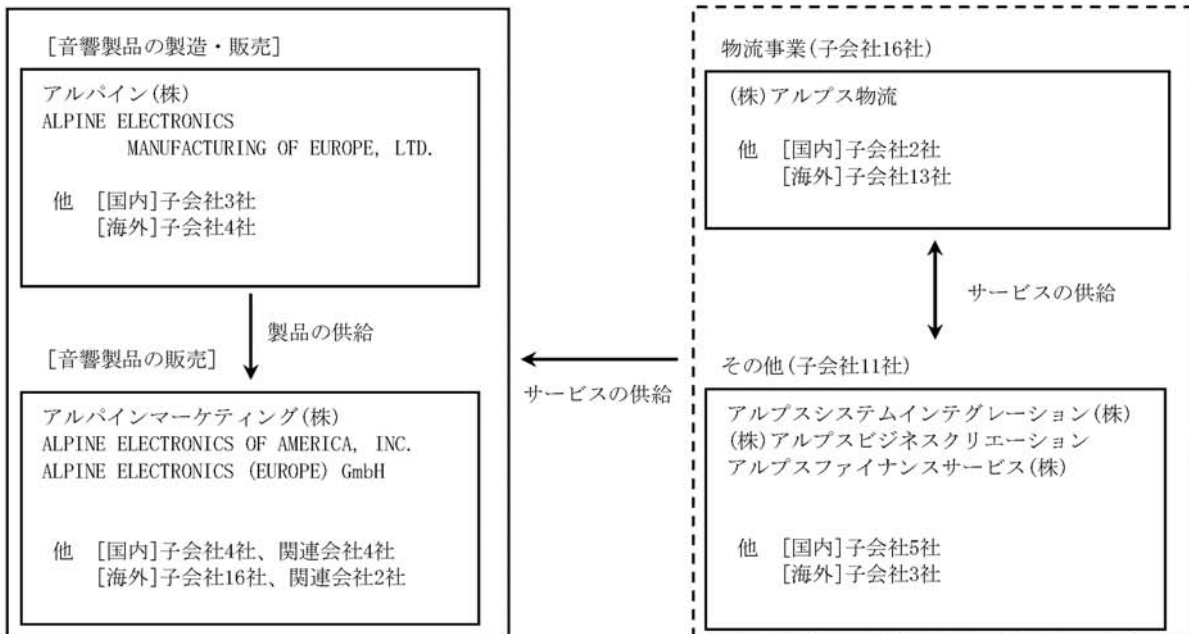 [音響製品の製造・販売]
アルパイン(株)
ALPINE ELECTRONICS
MANUFACTURING OF EUROPE, LTD.
他 [国内]子会社3社
[海外]子会社4社
製品の供給
[音響製品の販売]
アルパインマーケティング(株)
ALPINE ELECTRONICS OF AMERICA, INC.
ALPINE ELECTRONICS (EUROPE) GmbH
他 [国内]子会社4社、関連会社4社
[海外]子会社16社、関連会社2社
サービスの供給
物流事業(子会社16社)
(株)アルプス物流
他 [国内]子会社2社
[海外]子会社13社
サービスの供給
その他(子会社11社)
アルプスシステムインテグレーション(株)
(株)アルプスビジネスクリエーション
アルプスファイナンスサービス(株)
他 [国内]子会社5社
[海外]子会社3社